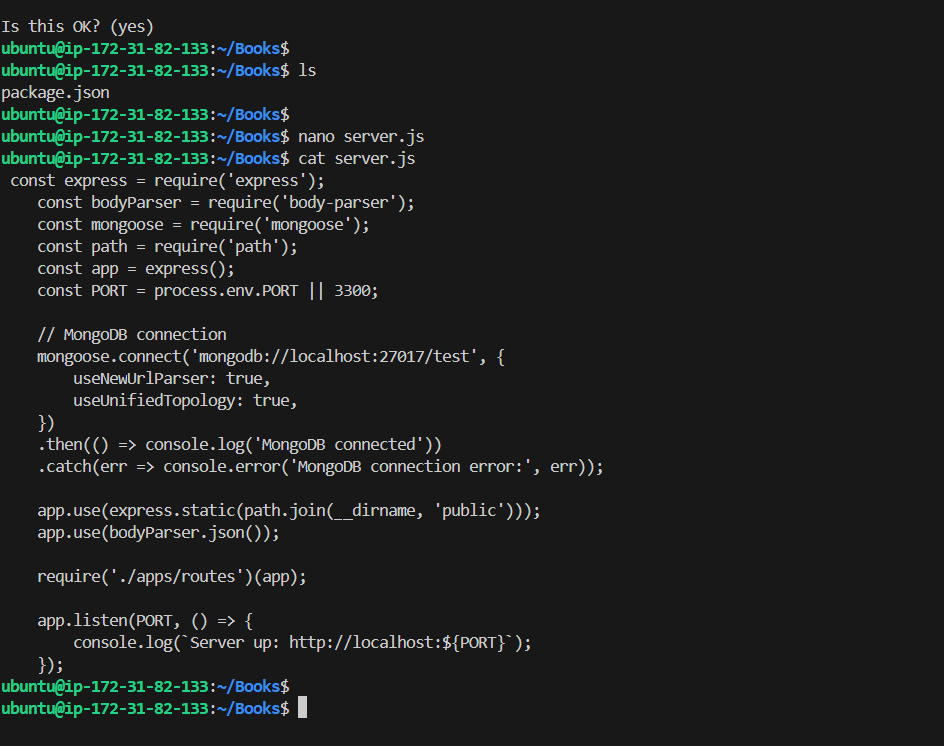 Is this OK? (yes)
ubuntu@ip-172-31-82-133:~/Books$
ubuntu@ip-172-31-82-133:~/Books$ ls
package.json
ubuntu@ip-172-31-82-133:~/Books$
ubuntu@ip-172-31-82-133:~/Books$ nano server.js
ubuntu@ip-172-31-82-133:~/Books$ cat server.js
 const express = require('express');
    const bodyParser = require('body-parser');
    const mongoose = require('mongoose');
    const path = require('path');
    const app = express();
    const PORT = process.env.PORT || 3300;

    // MongoDB connection
    mongoose.connect('mongodb://localhost:27017/test', {
        useNewUrlParser: true,
        useUnifiedTopology: true,
    })
    .then(() => console.log('MongoDB connected'))
    .catch(err => console.error('MongoDB connection error:', err));

    app.use(express.static(path.join(__dirname, 'public')));
    app.use(bodyParser.json());

    require('./apps/routes')(app);

    app.listen(PORT, () => {
        console.log(`Server up: http://localhost:${PORT}`);
    });
ubuntu@ip-172-31-82-133:~/Books$
ubuntu@ip-172-31-82-133:~/Books$